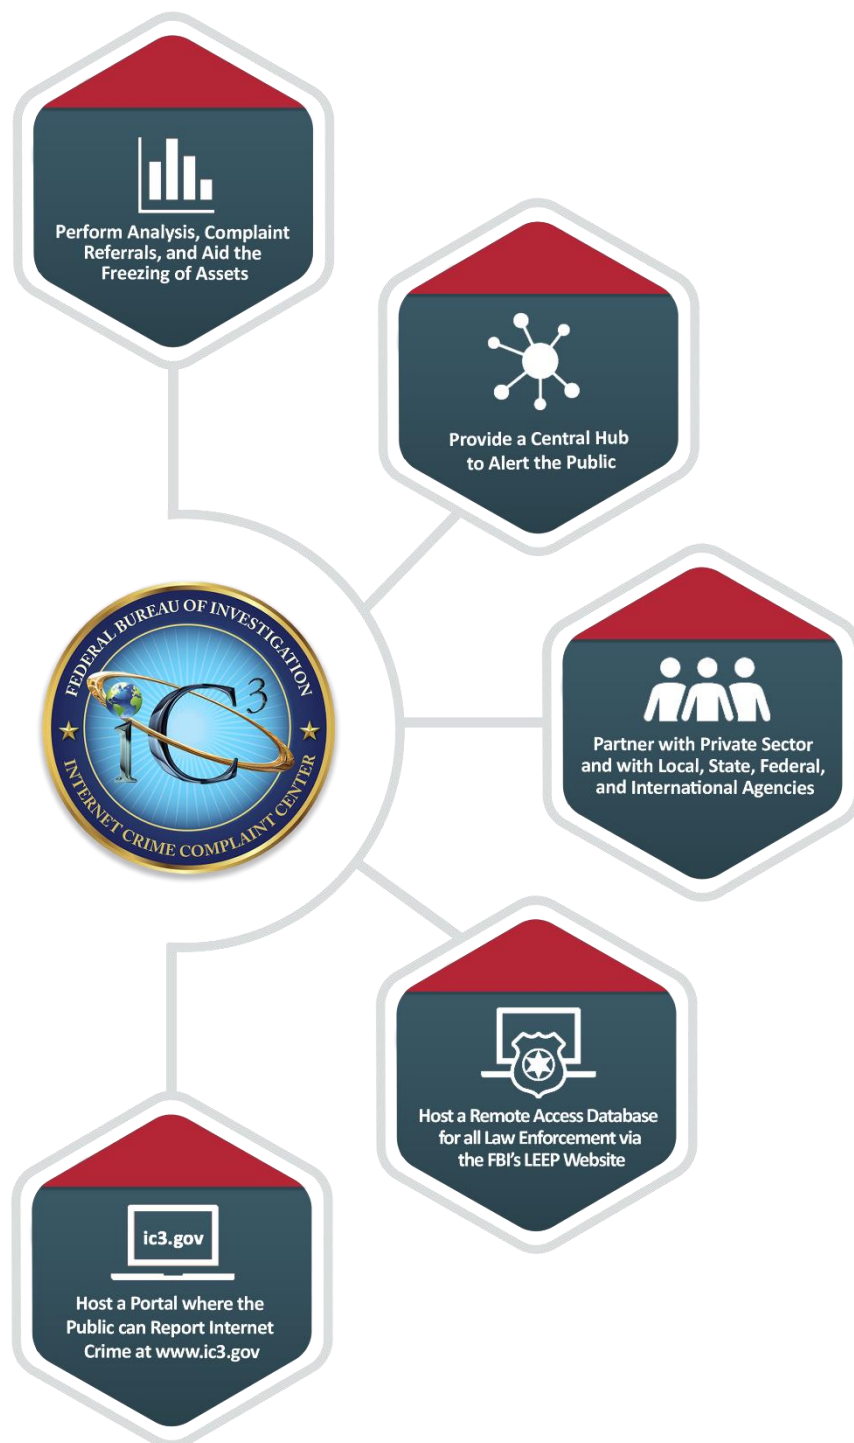 Perform Analysis, Complaint
Referrals, and Aid the
Freezing of Assets
Provide a Central Hub
to Alert the Public
FEDERAL BUREAU OF INVESTIGATION
iC3
INTERNET CRIME COMPLAINT CENTER
Partner with Private Sector
and with Local, State, Federal,
and International Agencies
Host a Remote Access Database
for all Law Enforcement via
the FBI's LEEP Website
ic3.gov
Host a Portal where the
Public can Report Internet
Crime at www.ic3.gov